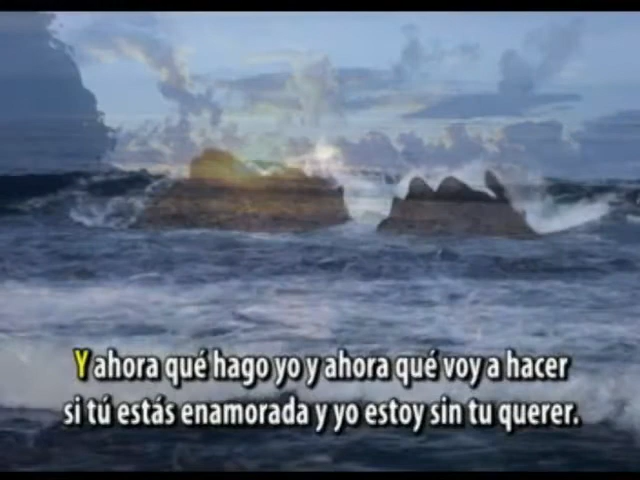 Y ahora qué hago yo y ahora qué voy a hacer
si tú estás enamorada y yo estoy sin tu querer.